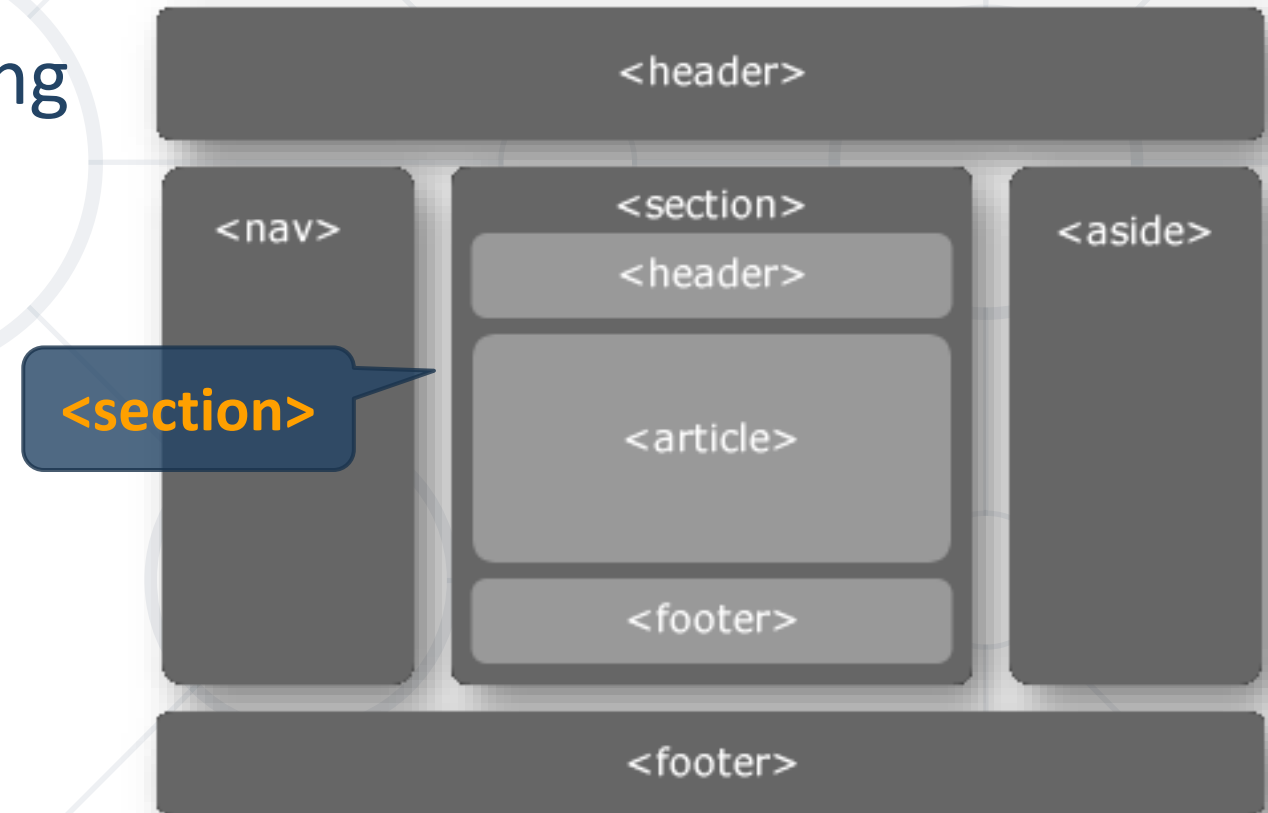 ng
<header>
<nav>
<section>
<header>
<article>
<footer>
<aside>
<section>
<footer>